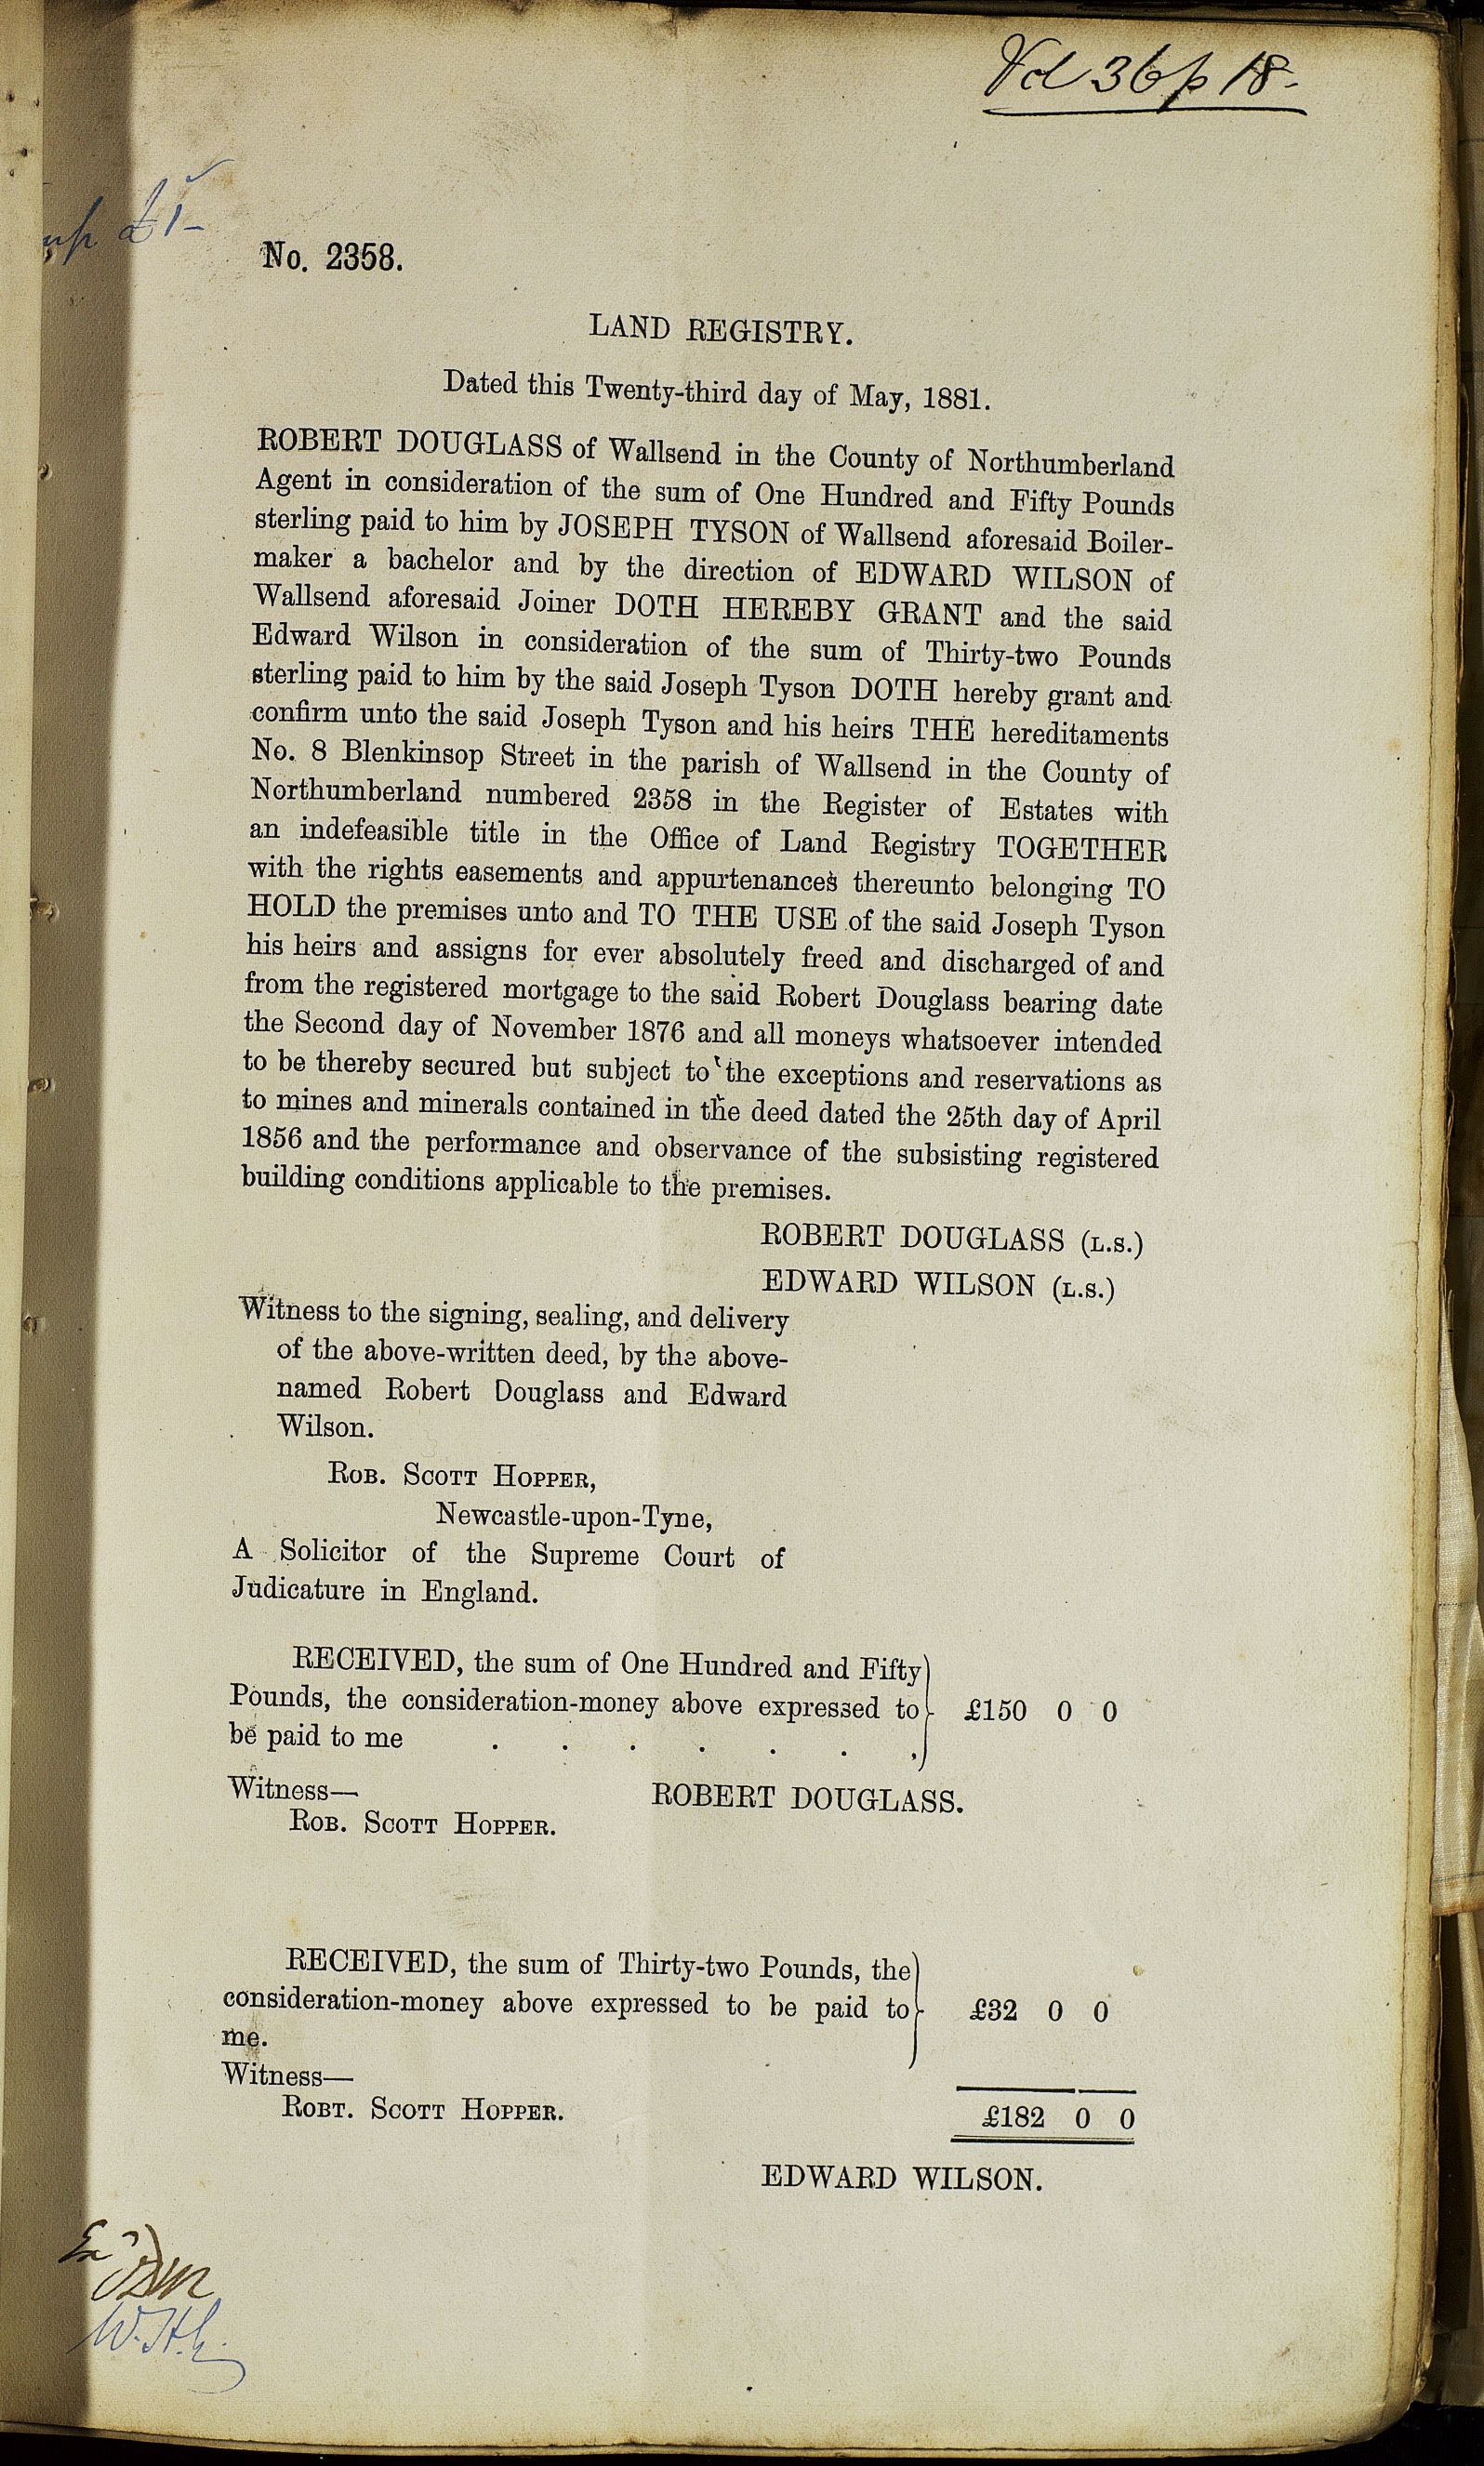 Vol 36 p 18.
£1-
No. 2358.
LAND REGISTRY.
Dated this Twenty-third day of May, 1881.
ROBERT DOUGLASS of Wallsend in the County of Northumberland
Agent in consideration of the sum of One Hundred and Fifty Pounds
sterling paid to him by JOSEPH TYSON of Wallsend aforesaid Boiler-
maker a bachelor and by the direction of EDWARD WILSON of
Wallsend aforesaid Joiner DOTH HEREBY GRANT and the said
Edward Wilson in consideration of the sum of Thirty-two Pounds
sterling paid to him by the said Joseph Tyson DOTH hereby grant and
confirm unto the said Joseph Tyson and his heirs THE hereditaments
No. 8 Blenkinsop Street in the parish of Wallsend in the County of
Northumberland numbered 2358 in the Register of Estates with
an indefeasible title in the Office of Land Registry TOGETHER
with the rights easements and appurtenances thereunto belonging TO
HOLD the premises unto and TO THE USE of the said Joseph Tyson
his heirs and assigns for ever absolutely freed and discharged of and
from the registered mortgage to the said Robert Douglass bearing date
the Second day of November 1876 and all moneys whatsoever intended
to be thereby secured but subject to the exceptions and reservations as
to mines and minerals contained in the deed dated the 25th day of April
1856 and the performance and observance of the subsisting registered
building conditions applicable to the premises.
ROBERT DOUGLASS (L.S.)
EDWARD WILSON (L.S.)
Witness to the signing, sealing, and delivery
of the above-written deed, by the above-
named Robert Douglass and Edward
Wilson.
ROB. SCOTT HOPPER,
Newcastle-upon-Tyne,
A Solicitor of the Supreme Court of
Judicature in England.
RECEIVED, the sum of One Hundred and Fifty
Pounds, the consideration-money above expressed to £150 0 0
be paid to me . . . . . . .
Witness—
ROBERT DOUGLASS.
ROB. SCOTT HOPPER.
RECEIVED, the sum of Thirty-two Pounds, the
consideration-money above expressed to be paid to £32 0 0
me.
Witness—
ROBT. SCOTT HOPPER.
£182 0 0
EDWARD WILSON.
Ex